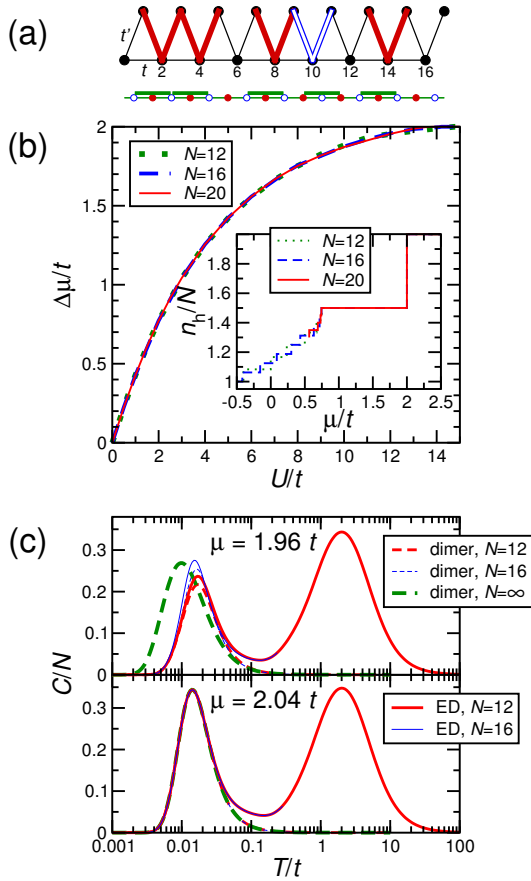 (a)
t'
t 2 4 6 8 10 12 14 16
(b)
2
1.5
1
0.5
0
Δμ/t
N=12
N=16
N=20
N=12
N=16
N=20
1.8
1.6
1.4
1.2
1
n_h/N
-0.5 0 0.5 1 1.5 2 2.5
μ/t
0 2 4 6 8 10 12 14
U/t
(c)
μ = 1.96 t
0.3
0.2
0.1
0
dimer, N=12
dimer, N=16
dimer, N=∞
C/N
μ = 2.04 t
0.3
0.2
0.1
0
ED, N=12
ED, N=16
0.001 0.01 0.1 1 10 100
T/t